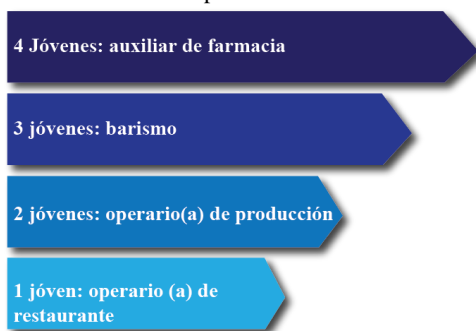 4 Jóvenes: auxiliar de farmacia
3 jóvenes: barismo
2 jóvenes: operario(a) de producción
1 jóven: operario (a) de
restaurante